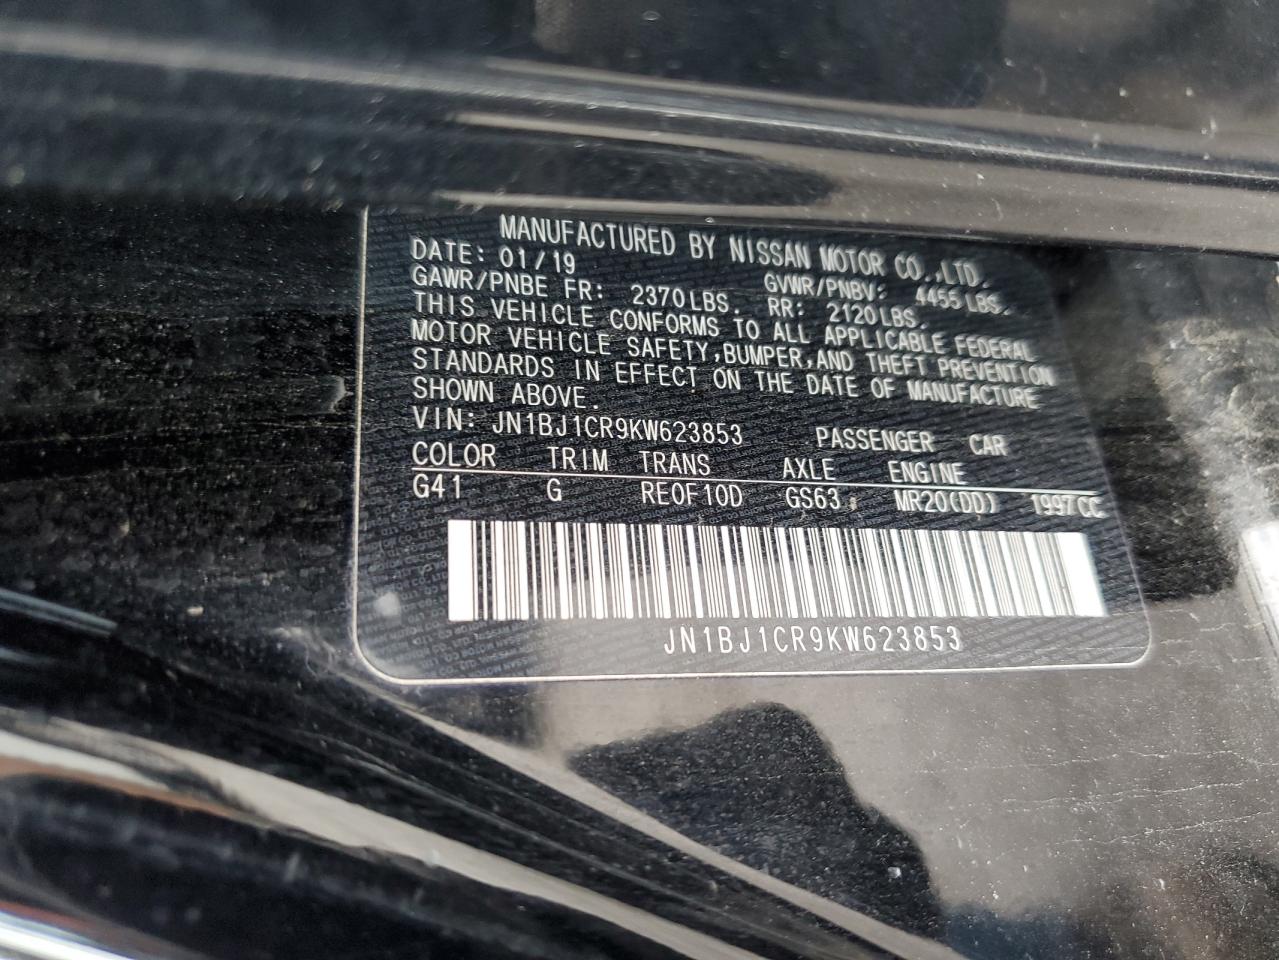 MANUFACTURED BY NISSAN MOTOR CO.,LTD.
DATE: 01/19 GVWR/PNBV: 4455 LBS.
GAWR/PNBE FR: 2370LBS. RR: 2120LBS.
THIS VEHICLE CONFORMS TO ALL APPLICABLE FEDERAL
MOTOR VEHICLE SAFETY,BUMPER,AND THEFT PREVENTION
STANDARDS IN EFFECT ON THE DATE OF MANUFACTURE
SHOWN ABOVE.
VIN: JN1BJ1CR9KW623853 PASSENGER CAR
COLOR TRIM TRANS AXLE ENGINE
G41 G RE0F10D GS63 MR20(DD) 1997CC
JN1BJ1CR9KW623853